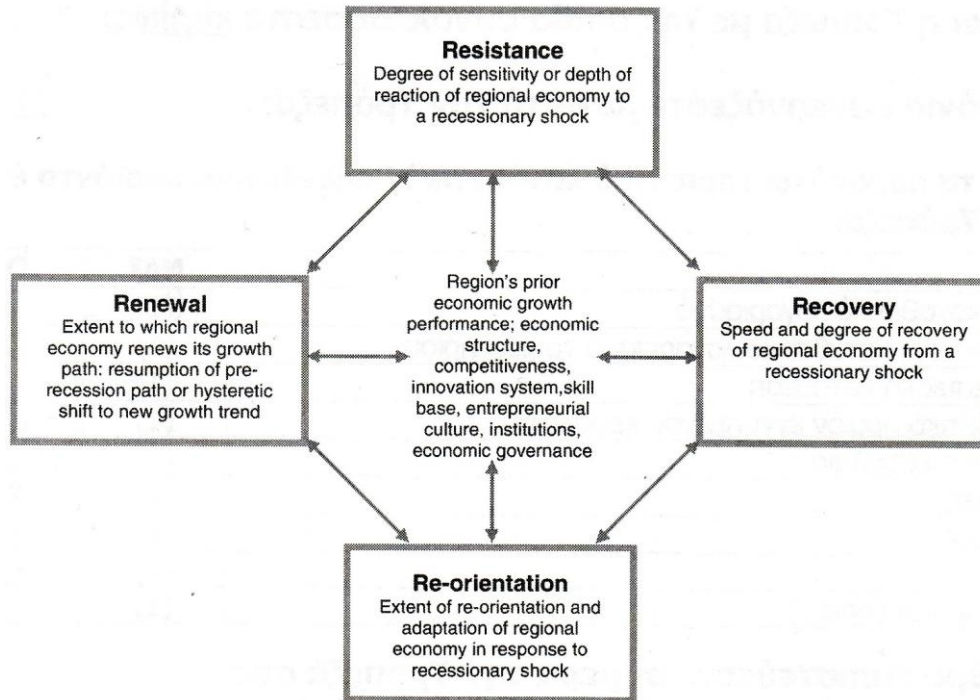 Resistance
Degree of sensitivity or depth of
reaction of regional economy to
a recessionary shock
Renewal
Extent to which regional
economy renews its growth
path: resumption of pre-
recession path or hysteretic
shift to new growth trend
Region's prior
economic growth
performance; economic
structure,
competitiveness,
innovation system,skill
base, entrepreneurial
culture, institutions,
economic governance
Recovery
Speed and degree of recovery
of regional economy from a
recessionary shock
Re-orientation
Extent of re-orientation and
adaptation of regional
economy in response to
recessionary shock